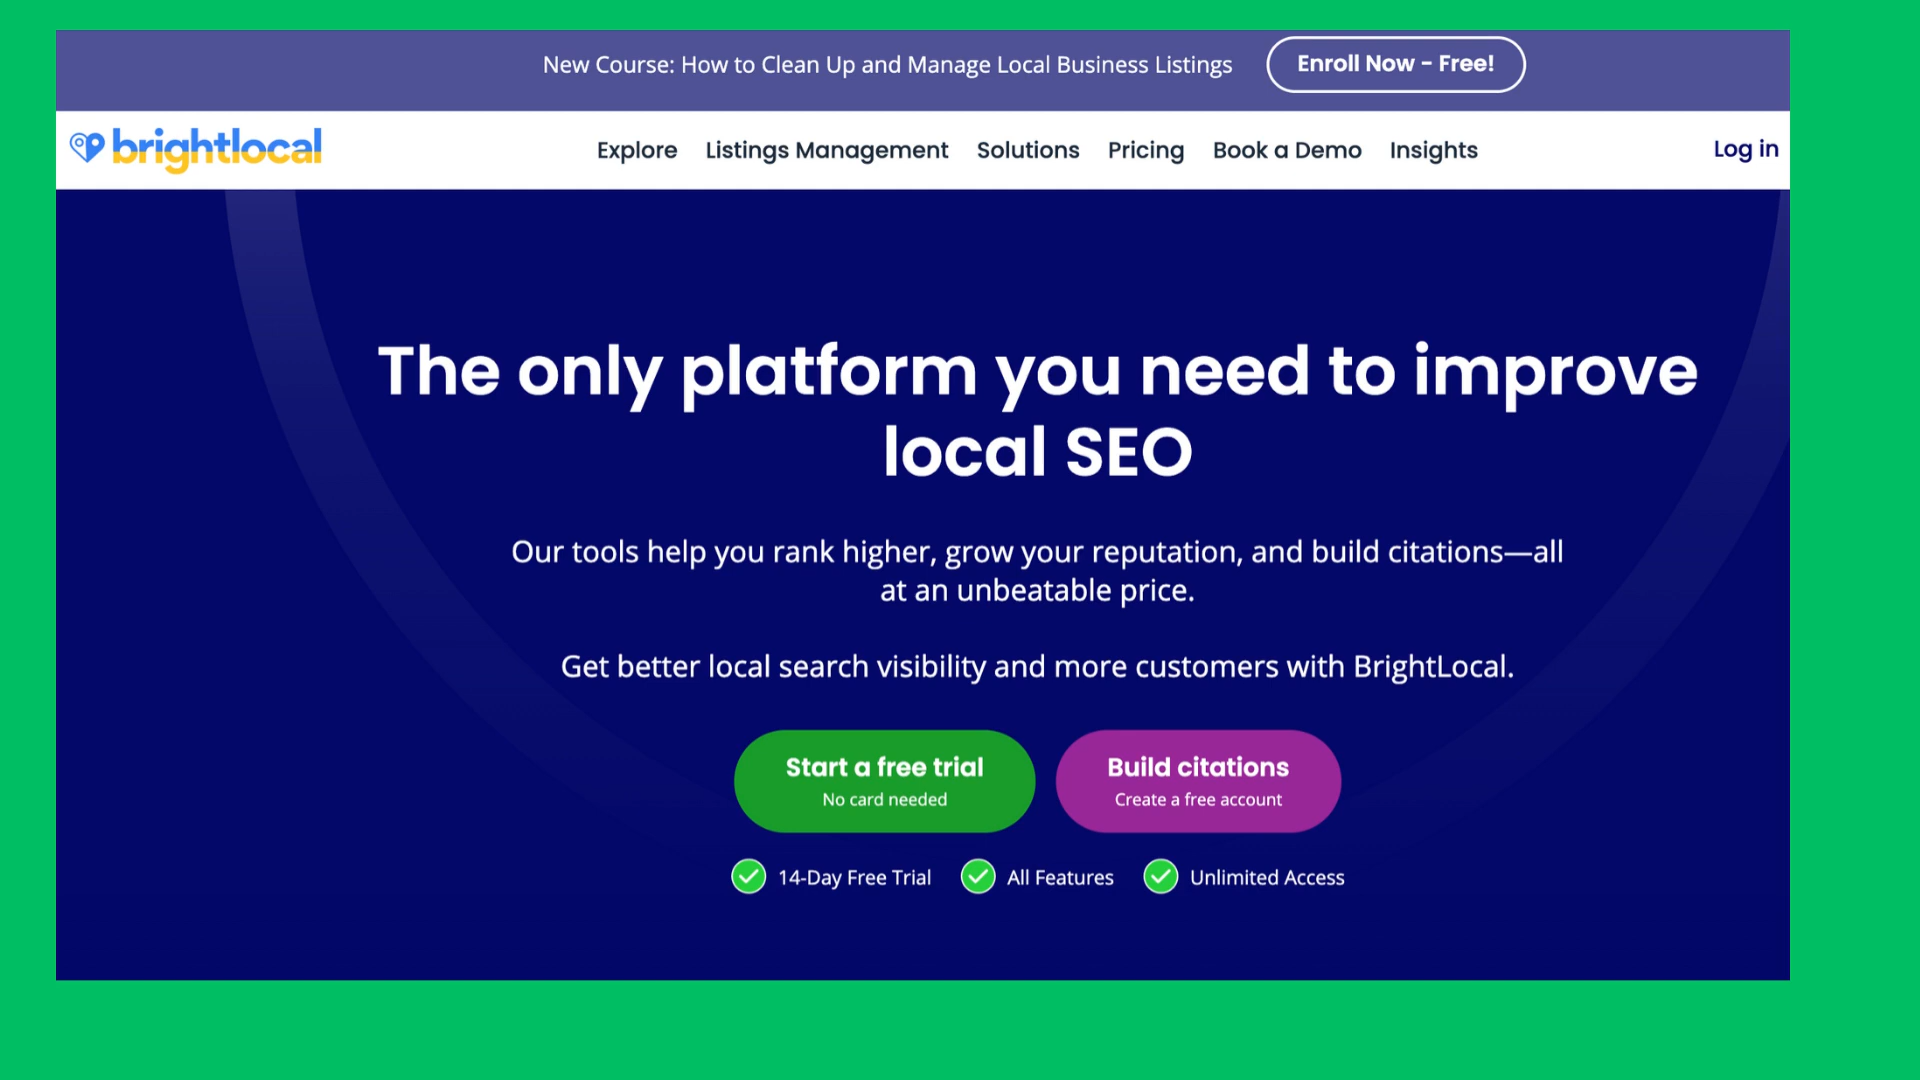 New Course: How to Clean Up and Manage Local Business Listings
Enroll Now – Free!
brightlocal
Explore
Listings Management
Solutions
Pricing
Book a Demo
Insights
Log in
The only platform you need to improve
local SEO
Our tools help you rank higher, grow your reputation, and build citations—all
at an unbeatable price.
Get better local search visibility and more customers with BrightLocal.
Start a free trial
No card needed
Build citations
Create a free account
14-Day Free Trial
All Features
Unlimited Access